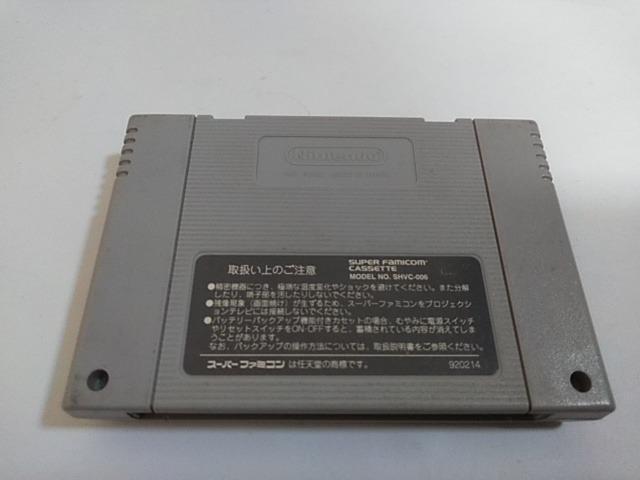 Nintendo
取扱い上のご注意
SUPER FAMICOM
CASSETTE
MODEL NO. SHVC-006
●精密機器につき、極端な温度変化やショックを避けてください。また分解
したり、端子部を汚したりしないでください。
●残像現象(画面焼け)が生ずるため、スーパーファミコンをプロジェクシ
ョンテレビには接続しないでください。
●バッテリーバックアップ機能付きカセットの場合、むやみに電源スイッチ
やリセットスイッチをON-OFFすると、蓄積されている内容が消えてしま
うことがあります。
なお、バックアップの操作方法については、取扱説明書をご参照ください。
スーパーファミコンは任天堂の商標です。
920214